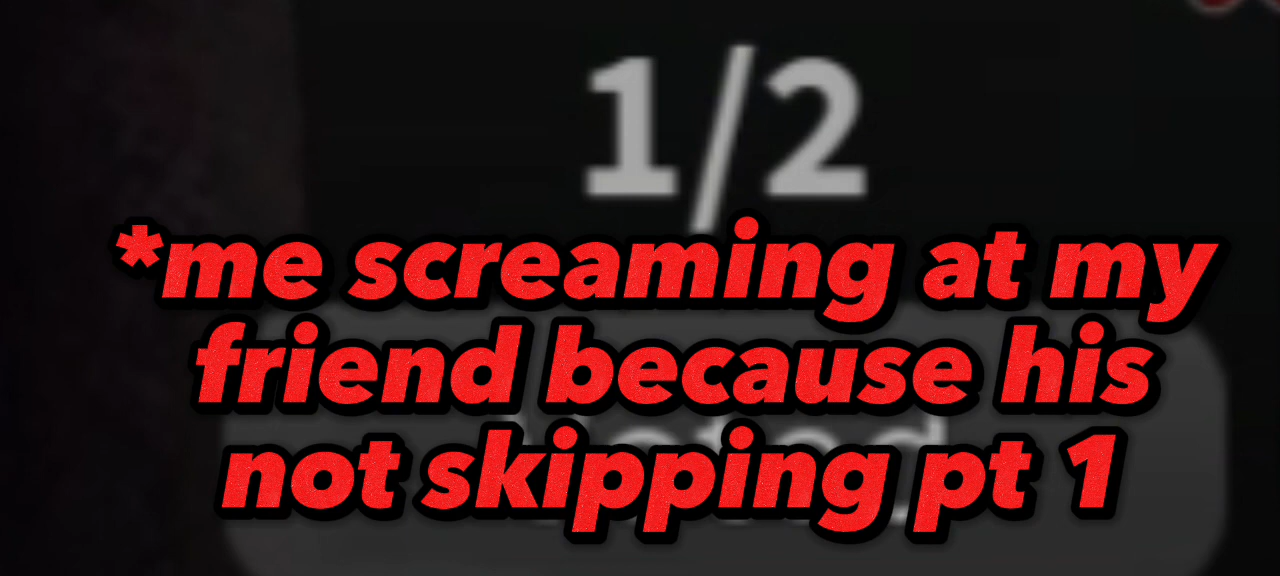 1/2
*me screaming at my
friend because his
not skipping pt 1